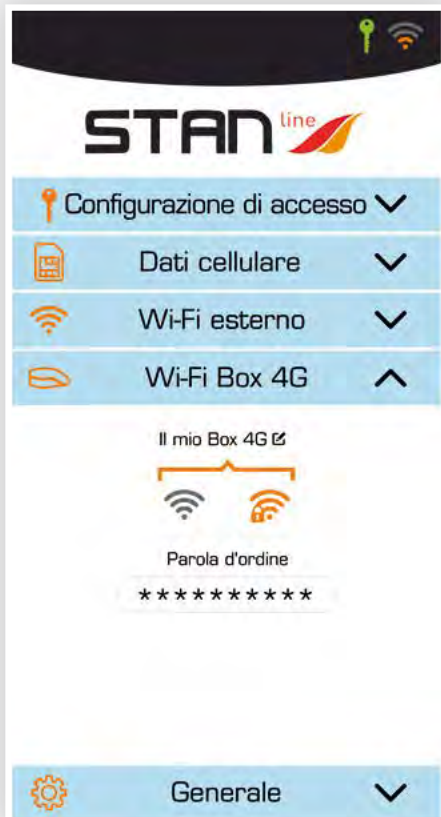 STAN line
Configurazione di accesso
Dati cellulare
Wi-Fi esterno
Wi-Fi Box 4G
Il mio Box 4G
Parola d'ordine
**********
Generale